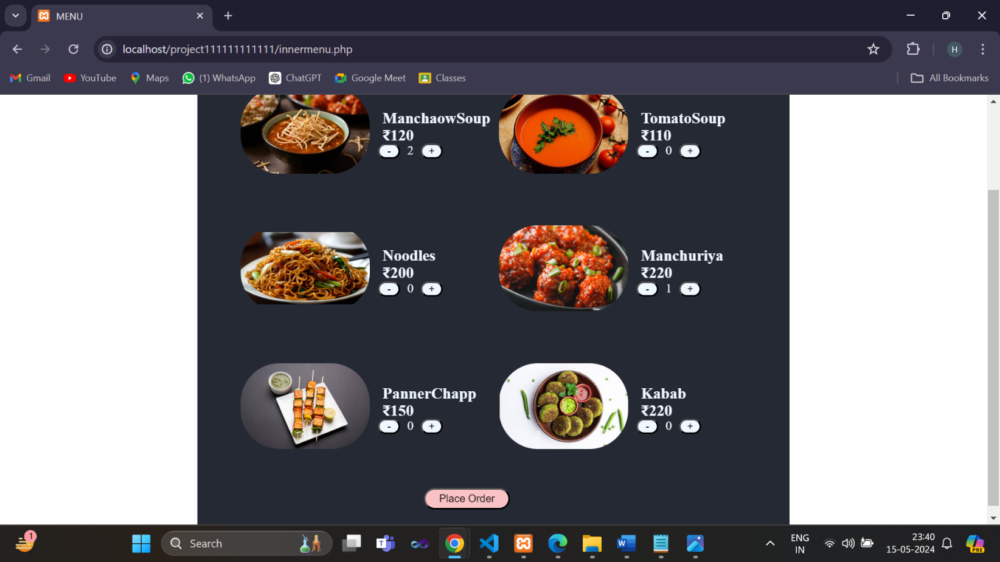 MENU
localhost/project111111111111/innermenu.php
H
Gmail YouTube Maps (1) WhatsApp ChatGPT Google Meet Classes All Bookmarks
ManchaowSoup
₹120
- 2 +
TomatoSoup
₹110
- 0 +
Noodles
₹200
- 0 +
Manchuriya
₹220
- 1 +
PannerChapp
₹150
- 0 +
Kabab
₹220
- 0 +
Place Order
1
Search
ENG
IN
23:40
15-05-2024
PRE